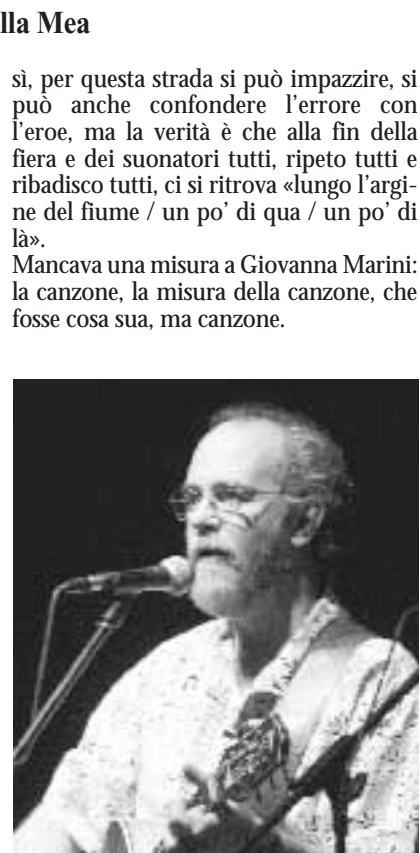 lla Mea
sì, per questa strada si può impazzire, si
può anche confondere l'errore con
l'eroe, ma la verità è che alla fin della
fiera e dei suonatori tutti, ripeto tutti e
ribadisco tutti, ci si ritrova «lungo l'argi-
ne del fiume / un po' di qua / un po' di
là».
Mancava una misura a Giovanna Marini:
la canzone, la misura della canzone, che
fosse cosa sua, ma canzone.